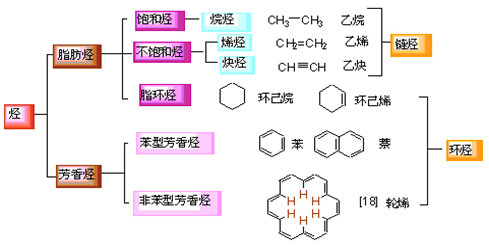 饱和烃 烷烃 CH₃—CH₃ 乙烷
脂肪烃 不饱和烃 烯烃 CH₂=CH₂ 乙烯 链烃
炔烃 CH≡CH 乙炔
脂环烃 环己烷 环己烯
烃
苯型芳香烃 苯 萘
芳香烃 环烃
非苯型芳香烃 H H H H H H [18] 轮烯